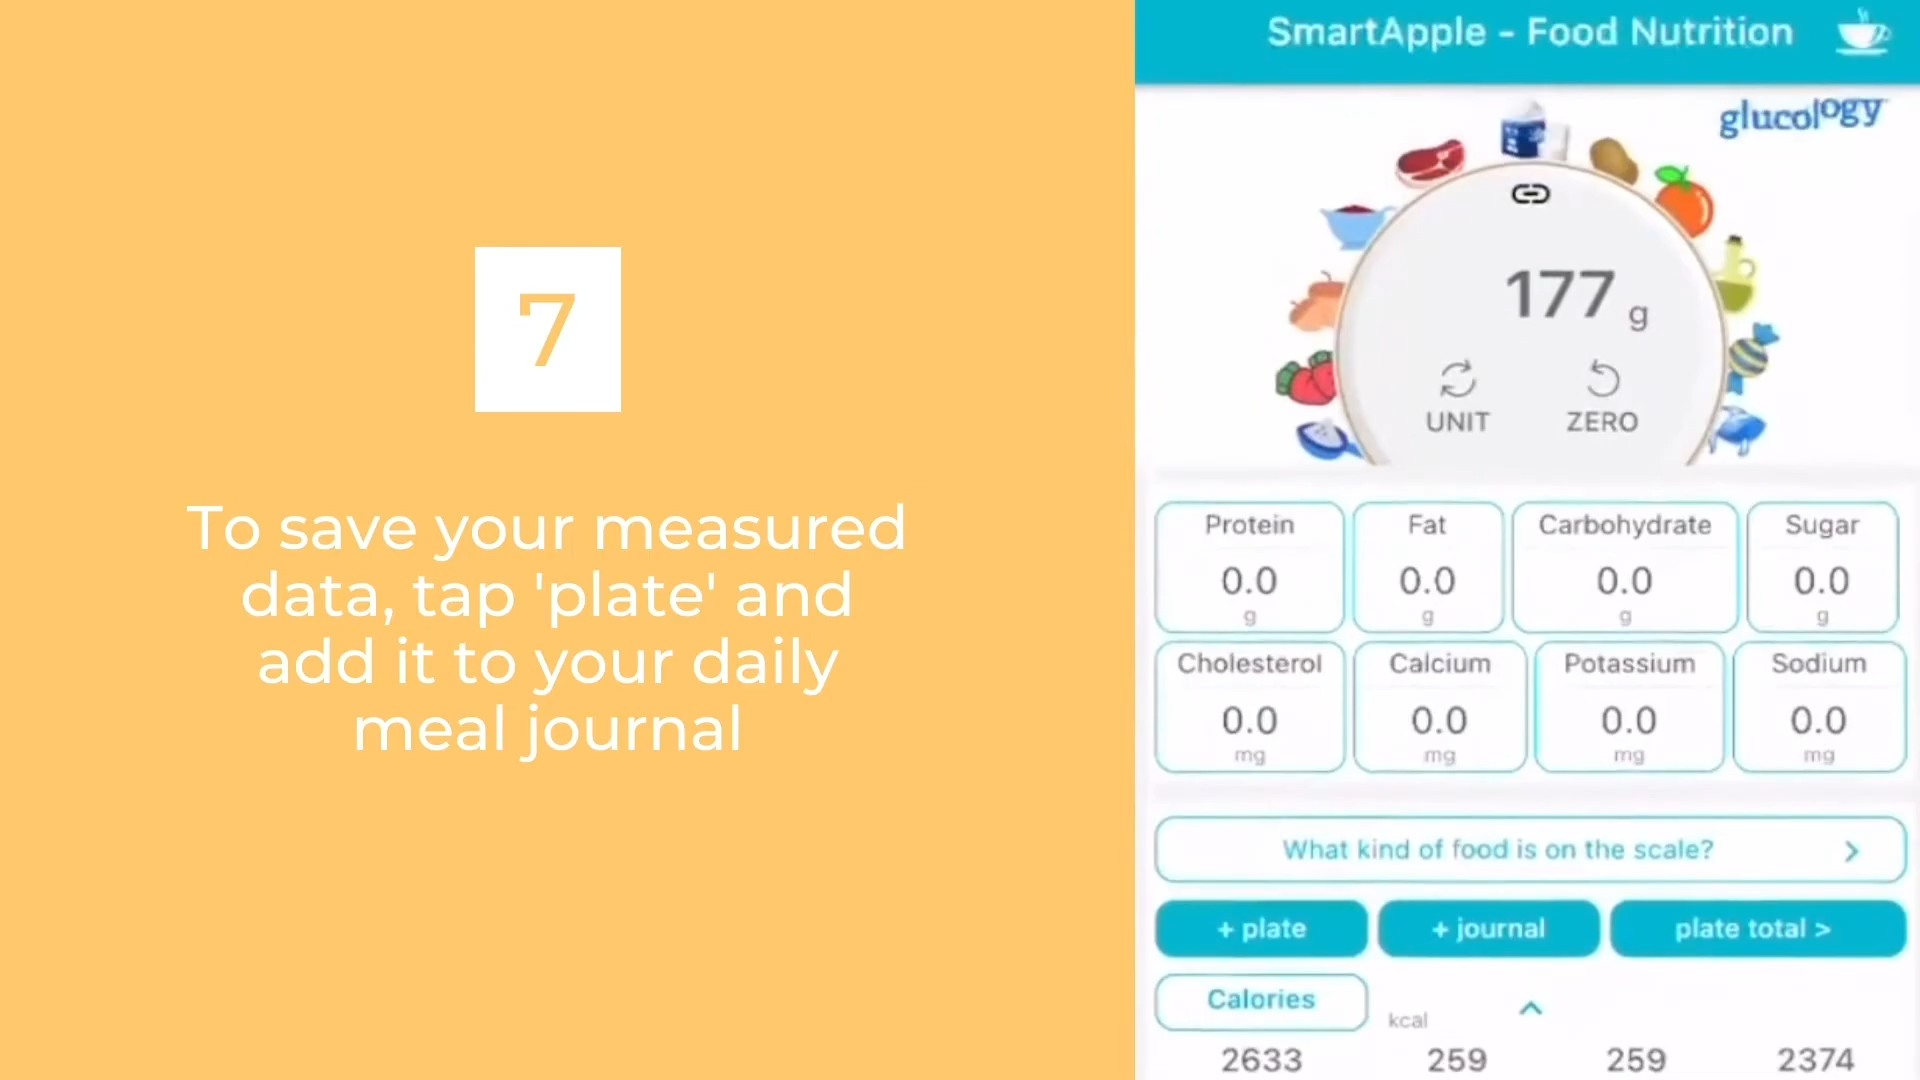 7
To save your measured
data, tap 'plate' and
add it to your daily
meal journal
SmartApple - Food Nutrition
glucology
177 g
UNIT ZERO
Protein Fat Carbohydrate Sugar
0.0 0.0 0.0 0.0
g g g g
Cholesterol Calcium Potassium Sodium
0.0 0.0 0.0 0.0
mg mg mg mg
What kind of food is on the scale? >
+ plate + journal plate total >
Calories kcal
2633 259 259 2374